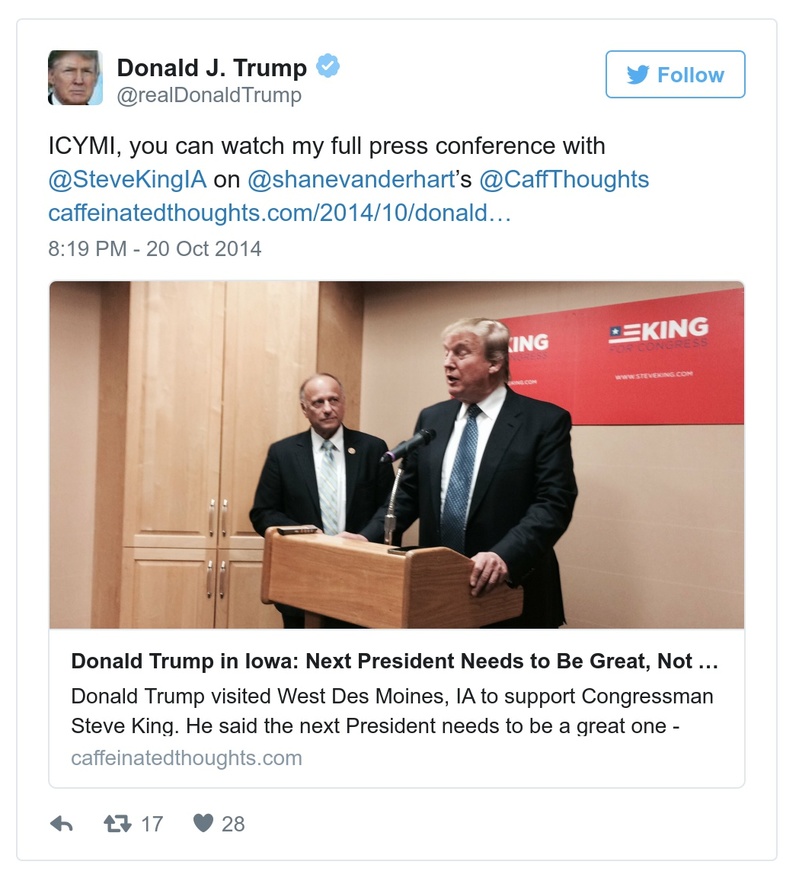 Donald J. Trump
@realDonaldTrump
Follow
ICYMI, you can watch my full press conference with
@SteveKingIA on @shanevanderhart’s @CaffThoughts
caffeinatedthoughts.com/2014/10/donald…
8:19 PM - 20 Oct 2014
KING
KING
FOR CONGRESS
WWW.STEVEKING.COM
Donald Trump in Iowa: Next President Needs to Be Great, Not …
Donald Trump visited West Des Moines, IA to support Congressman
Steve King. He said the next President needs to be a great one -
caffeinatedthoughts.com
17
28